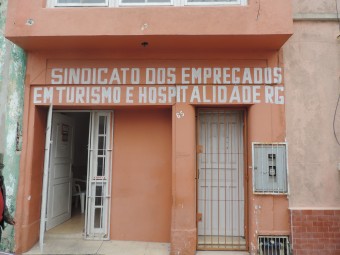 SINDICATO DOS EMPREGADOS
EM TURISMO E HOSPITALIDADE RG